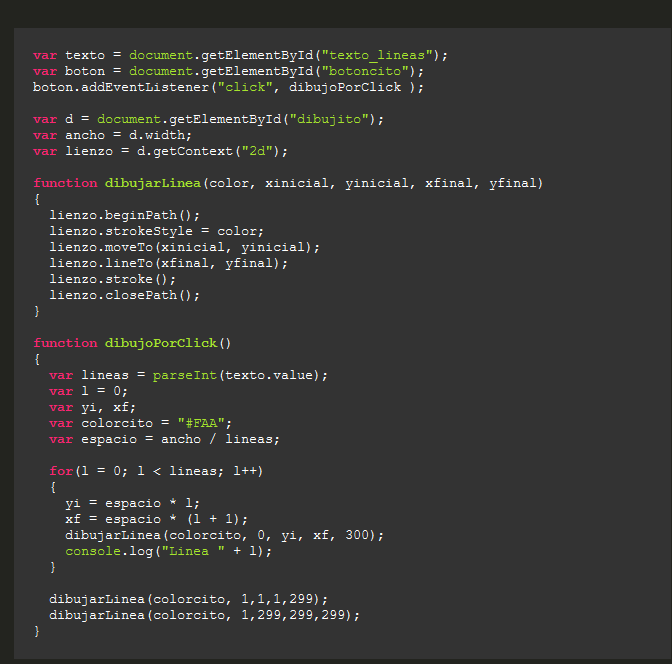 var texto = document.getElementById("texto_lineas");
var boton = document.getElementById("botoncito");
boton.addEventListener("click", dibujoPorClick );

var d = document.getElementById("dibujito");
var ancho = d.width;
var lienzo = d.getContext("2d");

function dibujarLinea(color, xinicial, yinicial, xfinal, yfinal)
{
  lienzo.beginPath();
  lienzo.strokeStyle = color;
  lienzo.moveTo(xinicial, yinicial);
  lienzo.lineTo(xfinal, yfinal);
  lienzo.stroke();
  lienzo.closePath();
}

function dibujoPorClick()
{
  var lineas = parseInt(texto.value);
  var l = 0;
  var yi, xf;
  var colorcito = "#FAA";
  var espacio = ancho / lineas;

  for(l = 0; l < lineas; l++)
  {
    yi = espacio * l;
    xf = espacio * (l + 1);
    dibujarLinea(colorcito, 0, yi, xf, 300);
    console.log("Linea " + l);
  }

  dibujarLinea(colorcito, 1,1,1,299);
  dibujarLinea(colorcito, 1,299,299,299);
}